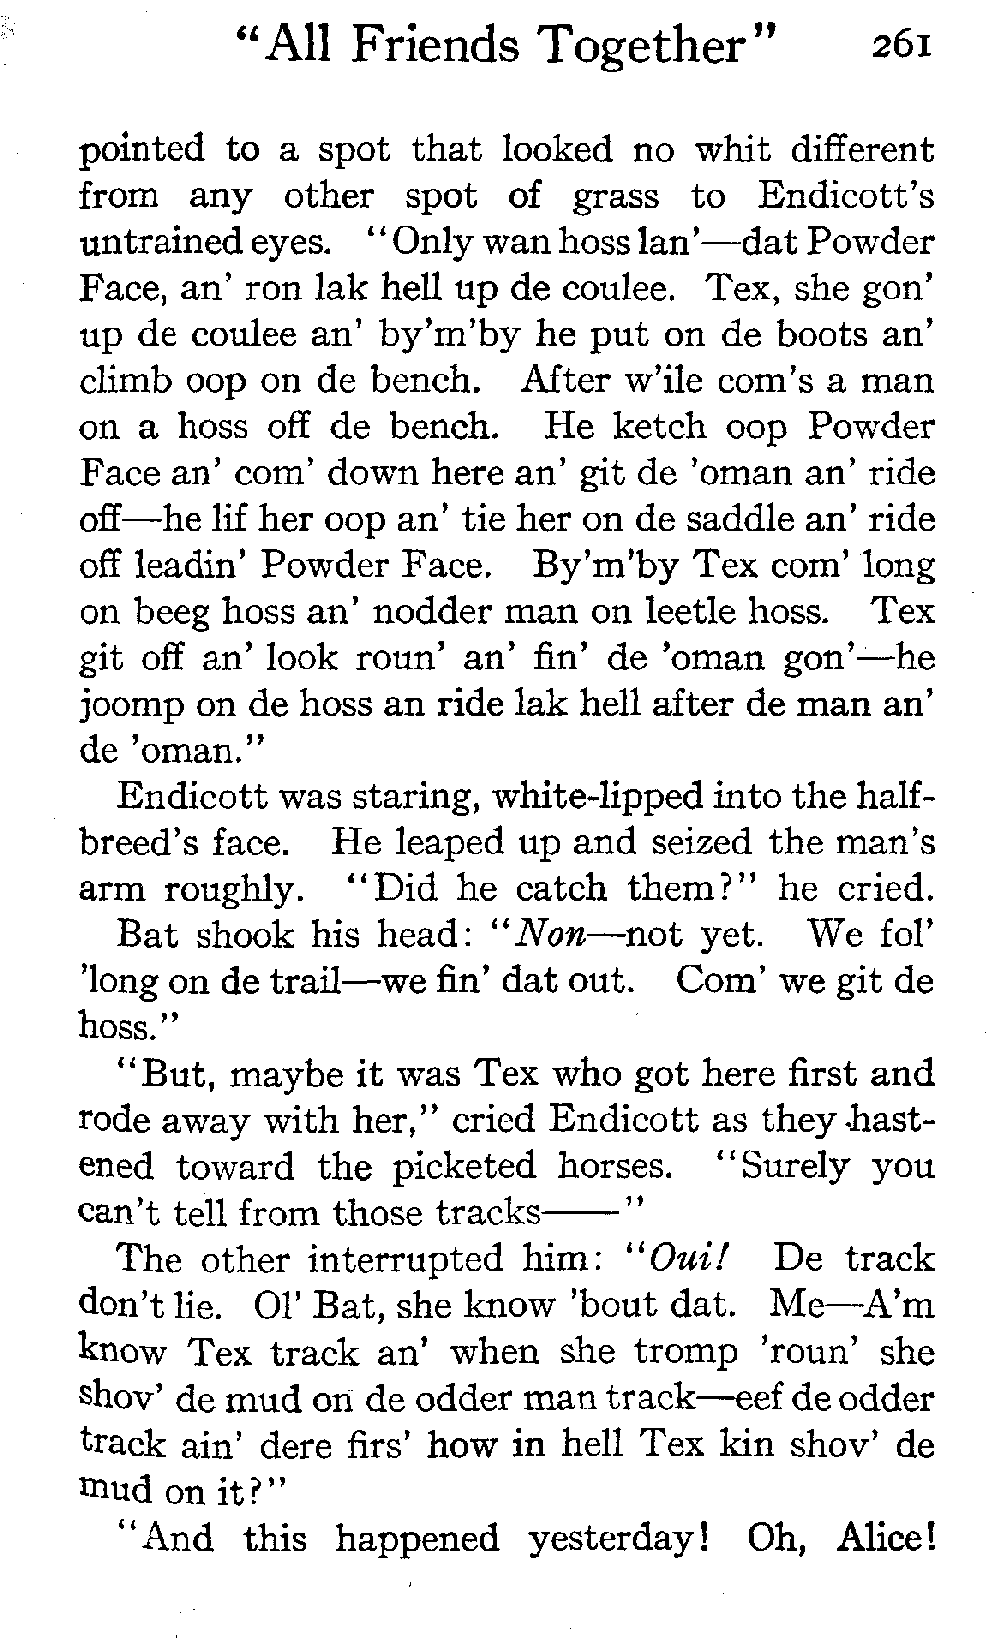 "All Friends Together" 261
pointed to a spot that looked no whit different
from any other spot of grass to Endicott's
untrained eyes. "Only wan hoss lan'—dat Powder
Face, an' ron lak hell up de coulee. Tex, she gon'
up de coulee an' by'm'by he put on de boots an'
climb oop on de bench. After w'ile com's a man
on a hoss off de bench. He ketch oop Powder
Face an' com' down here an' git de 'oman an' ride
off—he lif her oop an' tie her on de saddle an' ride
off leadin' Powder Face. By'm'by Tex com' long
on beeg hoss an' nodder man on leetle hoss. Tex
git off an' look roun' an' fin' de 'oman gon'—he
joomp on de hoss an ride lak hell after de man an'
de 'oman."
Endicott was staring, white-lipped into the half-
breed's face. He leaped up and seized the man's
arm roughly. "Did he catch them?" he cried.
Bat shook his head: "Non—not yet. We fol'
'long on de trail—we fin' dat out. Com' we git de
hoss."
"But, maybe it was Tex who got here first and
rode away with her," cried Endicott as they hast-
ened toward the picketed horses. "Surely you
can't tell from those tracks——"
The other interrupted him: "Oui! De track
don't lie. Ol' Bat, she know 'bout dat. Me—A'm
know Tex track an' when she tromp 'roun' she
shov' de mud on de odder man track—eef de odder
track ain' dere firs' how in hell Tex kin shov' de
mud on it?"
"And this happened yesterday! Oh, Alice!